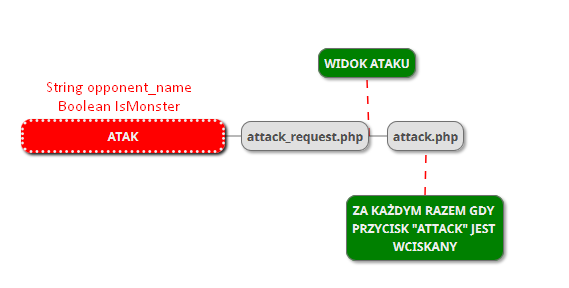 WIDOK ATAKU
String opponent_name
Boolean IsMonster
ATAK
attack_request.php
attack.php
ZA KAŻDYM RAZEM GDY
PRZYCISK "ATTACK" JEST
WCISKANY